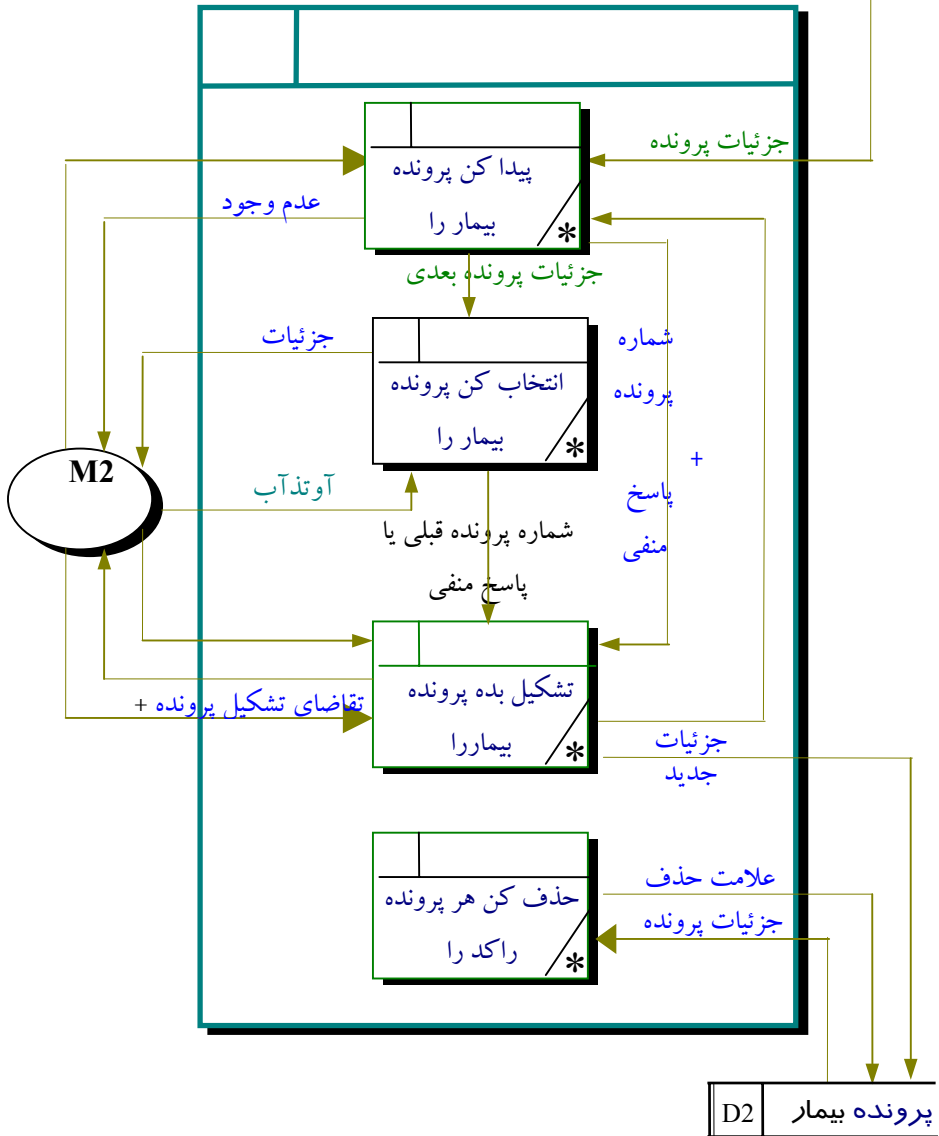 جزئیات پرونده
پیدا کن پرونده
بیمار را
*
عدم وجود
جزئیات پرونده بعدی
شماره
پرونده
+
پاسخ
منفی
جزئیات
انتخاب کن پرونده
بیمار را
*
M2
آوتذآب
شماره پرونده قبلی یا
پاسخ منفی
تشکیل بده پرونده
بیماررا
*
تقاضای تشکیل پرونده +
جزئیات
جدید
حذف کن هر پرونده
راکد را
*
علامت حذف
جزئیات پرونده
D2
پرونده بیمار